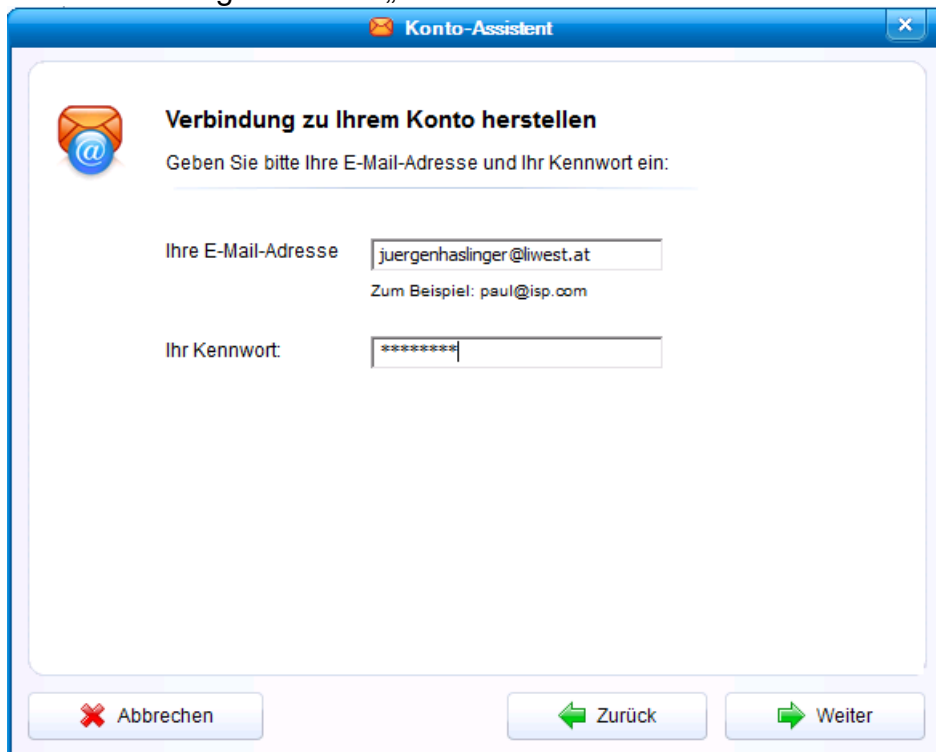 Konto-Assistent
Verbindung zu Ihrem Konto herstellen
Geben Sie bitte Ihre E-Mail-Adresse und Ihr Kennwort ein:
Ihre E-Mail-Adresse juergenhaslinger@liwest.at
Zum Beispiel: paul@isp.com
Ihr Kennwort: ********
Abbrechen Zurück Weiter